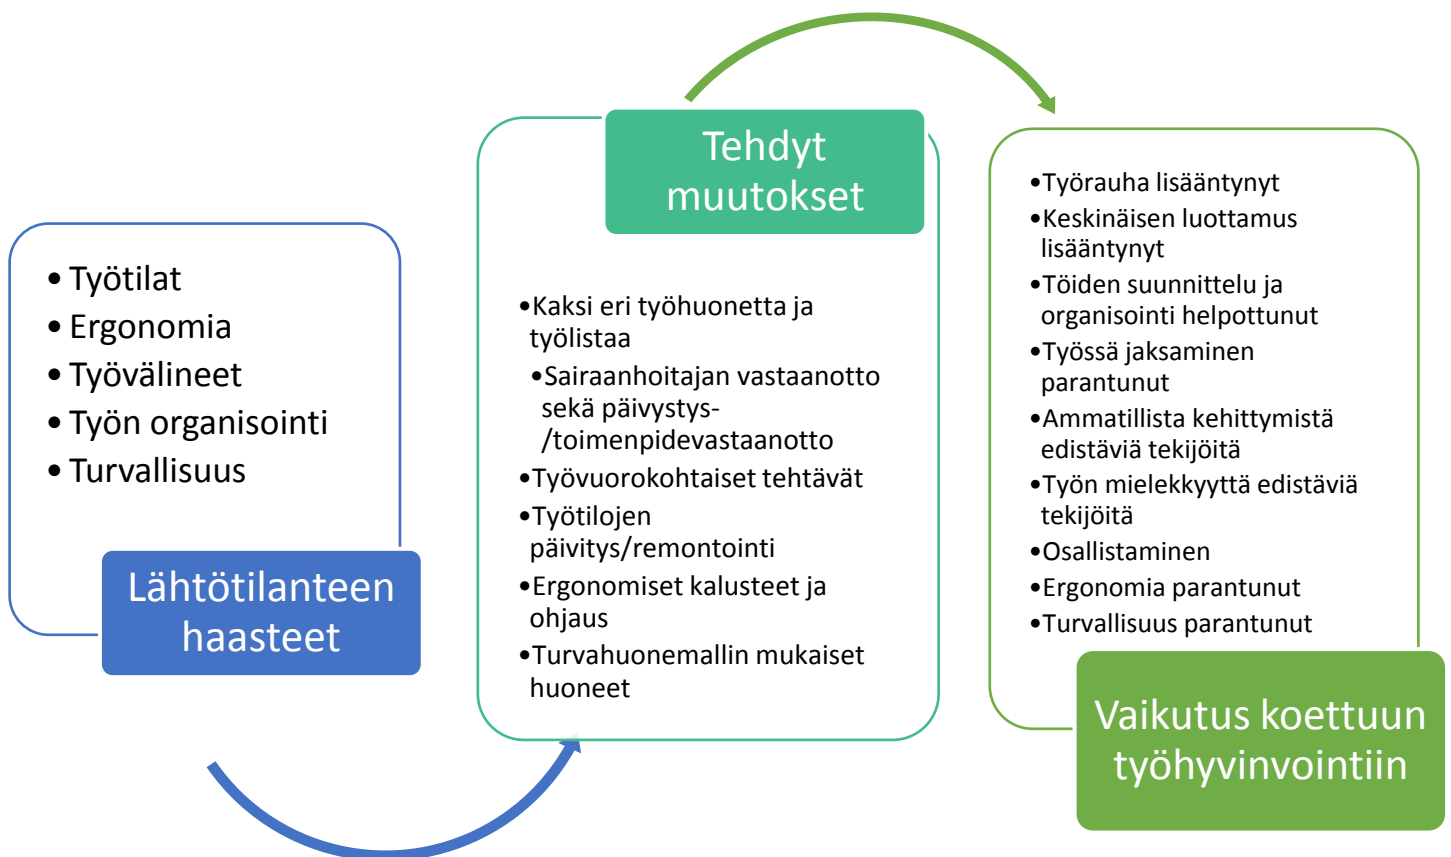 • Työtilat
• Ergonomia
• Työvälineet
• Työn organisointi
• Turvallisuus
Lähtötilanteen
haasteet
Tehdyt
muutokset
•Kaksi eri työhuonetta ja
työlistaa
•Sairaanhoitajan vastaanotto
sekä päivystys-
/toimenpidevastaanotto
•Työvuorokohtaiset tehtävät
•Työtilojen
päivitys/remontointi
•Ergonomiset kalusteet ja
ohjaus
•Turvahuonemallin mukaiset
huoneet
•Työrauha lisääntynyt
•Keskinäisen luottamus
lisääntynyt
•Töiden suunnittelu ja
organisointi helpottunut
•Työssä jaksaminen
parantunut
•Ammatillista kehittymistä
edistäviä tekijöitä
•Työn mielekkyyttä edistäviä
tekijöitä
•Osallistaminen
•Ergonomia parantunut
•Turvallisuus parantunut
Vaikutus koettuun
työhyvinvointiin